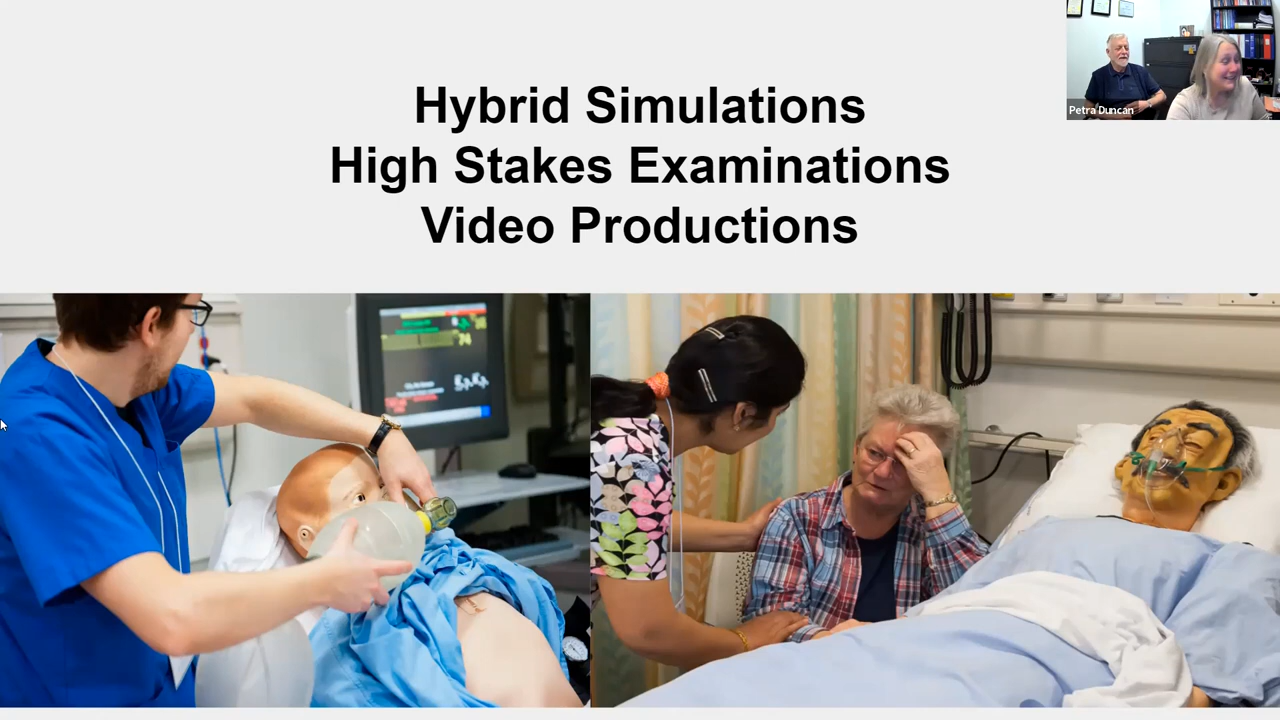 Hybrid Simulations
High Stakes Examinations
Video Productions
Petra Duncan